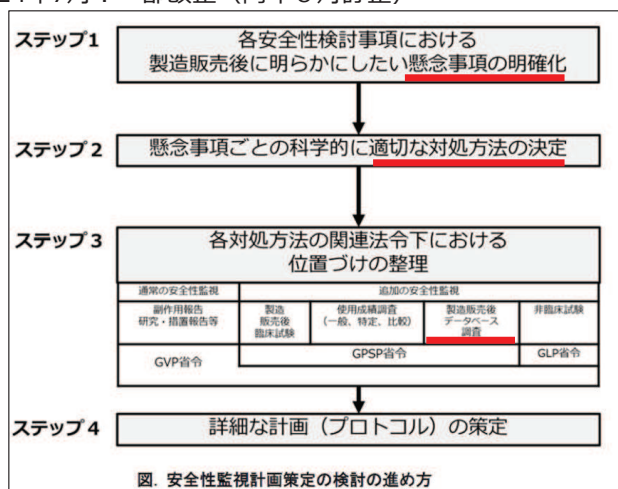 ステップ1
各安全性検討事項における
製造販売後に明らかにしたい懸念事項の明確化
ステップ2
懸念事項ごとの科学的に適切な対処方法の決定
ステップ3
各対処方法の関連法令下における
位置づけの整理
通常の安全性監視
追加の安全性監視
副作用報告
研究・措置報告等
製造
販売後
臨床試験
使用成績調査
(一般、特定、比較)
製造販売後
データベース
調査
非臨床試験
GVP省令
GPSP省令
GLP省令
ステップ4
詳細な計画（プロトコル）の策定
図. 安全性監視計画策定の検討の進め方